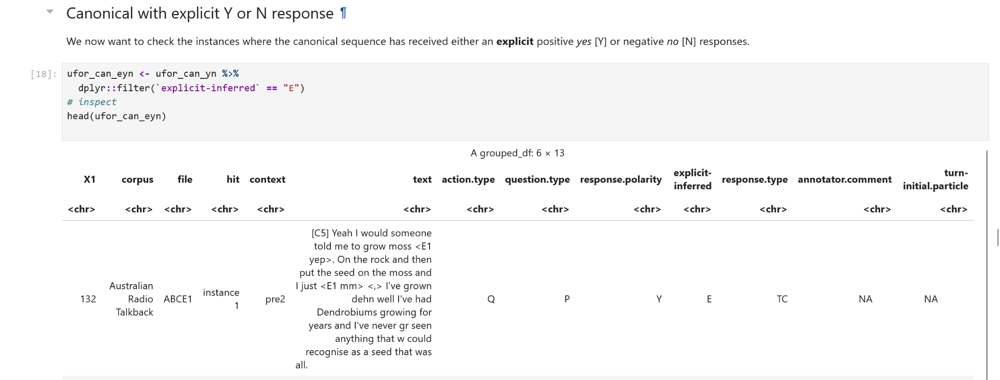 Canonical with explicit Y or N response ¶
We now want to check the instances where the canonical sequence has received either an explicit positive yes [Y] or negative no [N] responses.
[18]:
ufor_can_eyn <- ufor_can_yn %>%
dplyr::filter(`explicit-inferred` == "E")
# inspect
head(ufor_can_eyn)
A grouped_df: 6 × 13
X1 corpus file hit context text action.type question.type response.polarity explicit-inferred response.type annotator.comment turn-initial.particle
<chr> <chr> <chr> <chr> <chr> <chr> <chr> <chr> <chr> <chr> <chr> <chr> <chr>
132
Australian
Radio
Talkback
ABCE1
instance
1
pre2
[C5] Yeah I would someone
told me to grow moss <E1
yep>. On the rock and then
put the seed on the moss and
I just <E1 mm> <,> I've grown
dehn well I've had
Dendrobiums growing for
years and I've never gr seen
anything that w could
recognise as a seed that was
all.
Q P Y E TC NA NA